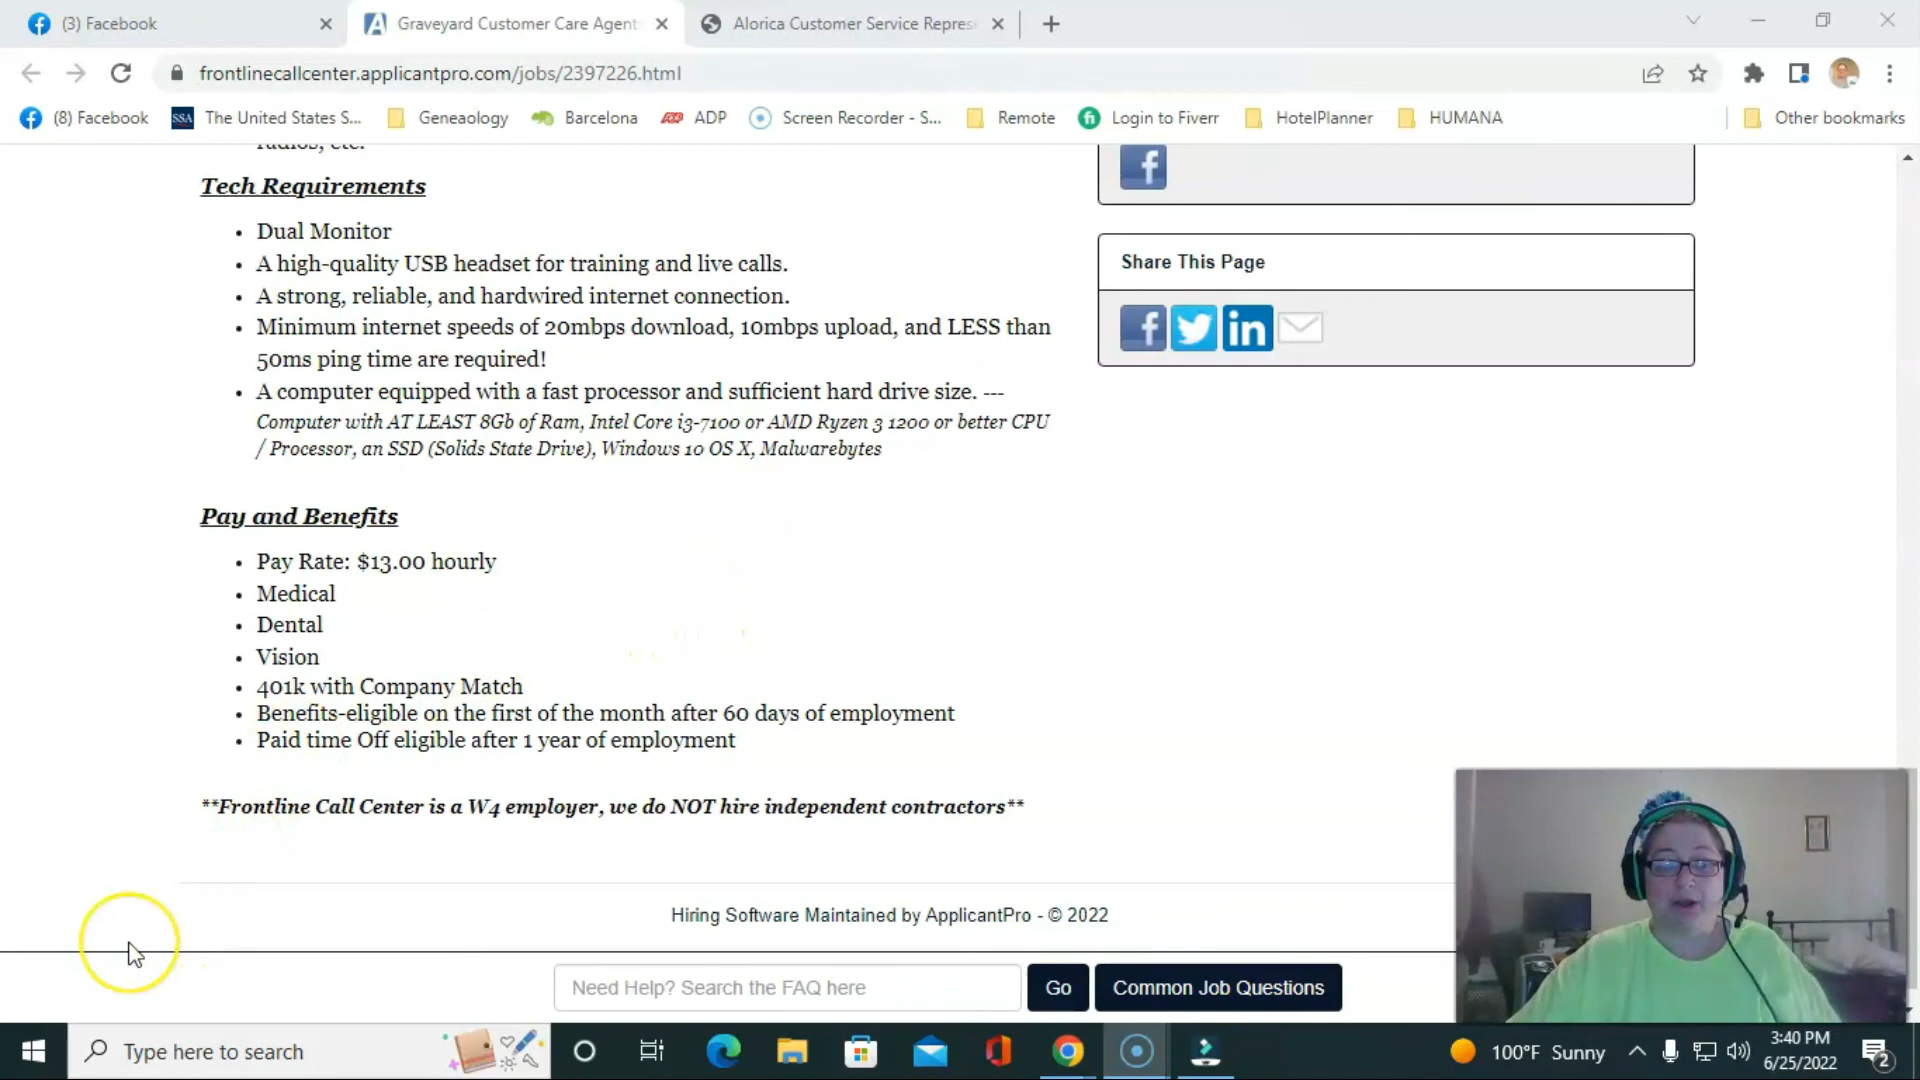 (3) Facebook
Graveyard Customer Care Agent
Alorica Customer Service Repres
frontlinecallcenter.applicantpro.com/jobs/2397226.html
(8) Facebook
SSA
The United States S...
Geneaology
Barcelona
ADP
Screen Recorder - S...
Remote
Login to Fiverr
HotelPlanner
HUMANA
Other bookmarks
radios, etc.
Tech Requirements
• Dual Monitor
• A high-quality USB headset for training and live calls.
• A strong, reliable, and hardwired internet connection.
• Minimum internet speeds of 20mbps download, 10mbps upload, and LESS than
50ms ping time are required!
• A computer equipped with a fast processor and sufficient hard drive size. ---
Computer with AT LEAST 8Gb of Ram, Intel Core i3-7100 or AMD Ryzen 3 1200 or better CPU
/ Processor, an SSD (Solids State Drive), Windows 10 OS X, Malwarebytes
Share This Page
Pay and Benefits
• Pay Rate: $13.00 hourly
• Medical
• Dental
• Vision
• 401k with Company Match
• Benefits-eligible on the first of the month after 60 days of employment
• Paid time Off eligible after 1 year of employment
**Frontline Call Center is a W4 employer, we do NOT hire independent contractors**
Hiring Software Maintained by ApplicantPro - © 2022
Need Help? Search the FAQ here
Go
Common Job Questions
Type here to search
100°F Sunny
3:40 PM
6/25/2022
2